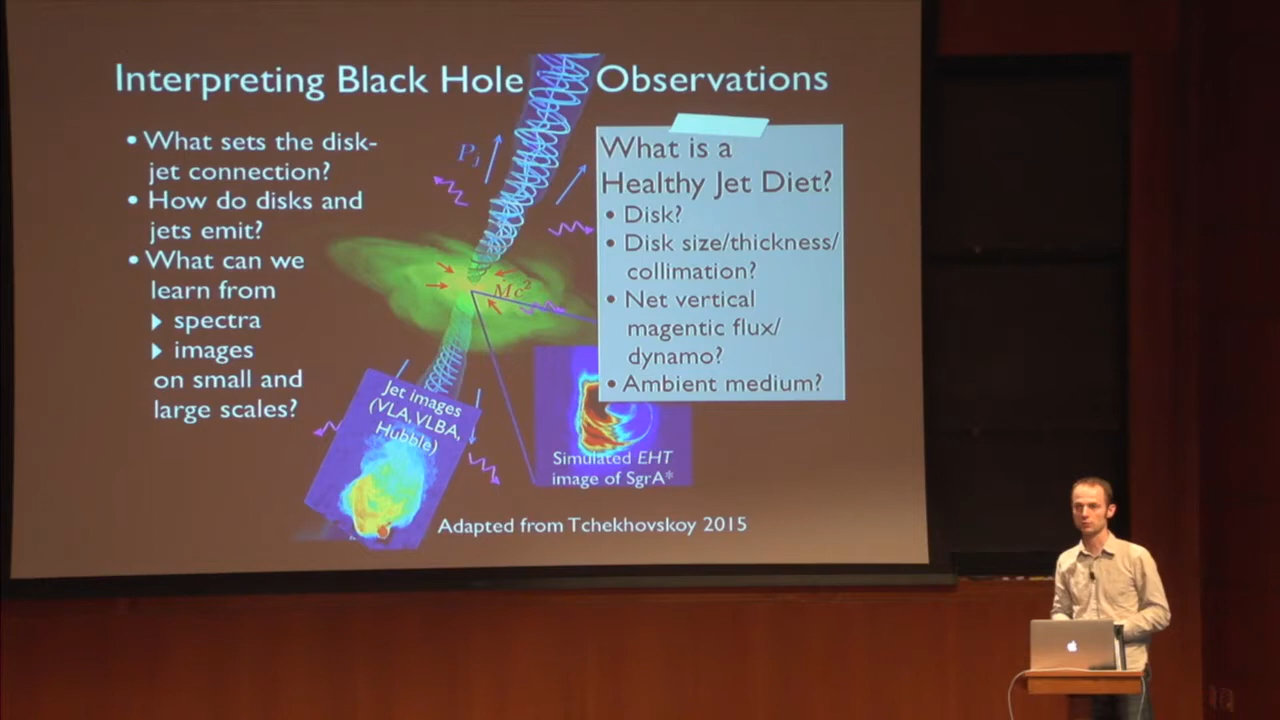 Interpreting Black Hole Observations
• What sets the disk-
jet connection?
• How do disks and
jets emit?
• What can we
learn from
▸ spectra
▸ images
on small and
large scales?
Pj
Ṁc²
What is a
Healthy Jet Diet?
• Disk?
• Disk size/thickness/
collimation?
• Net vertical
magentic flux/
dynamo?
• Ambient medium?
Jet images
(VLA, VLBA,
Hubble)
Simulated EHT
image of SgrA*
Adapted from Tchekhovskoy 2015